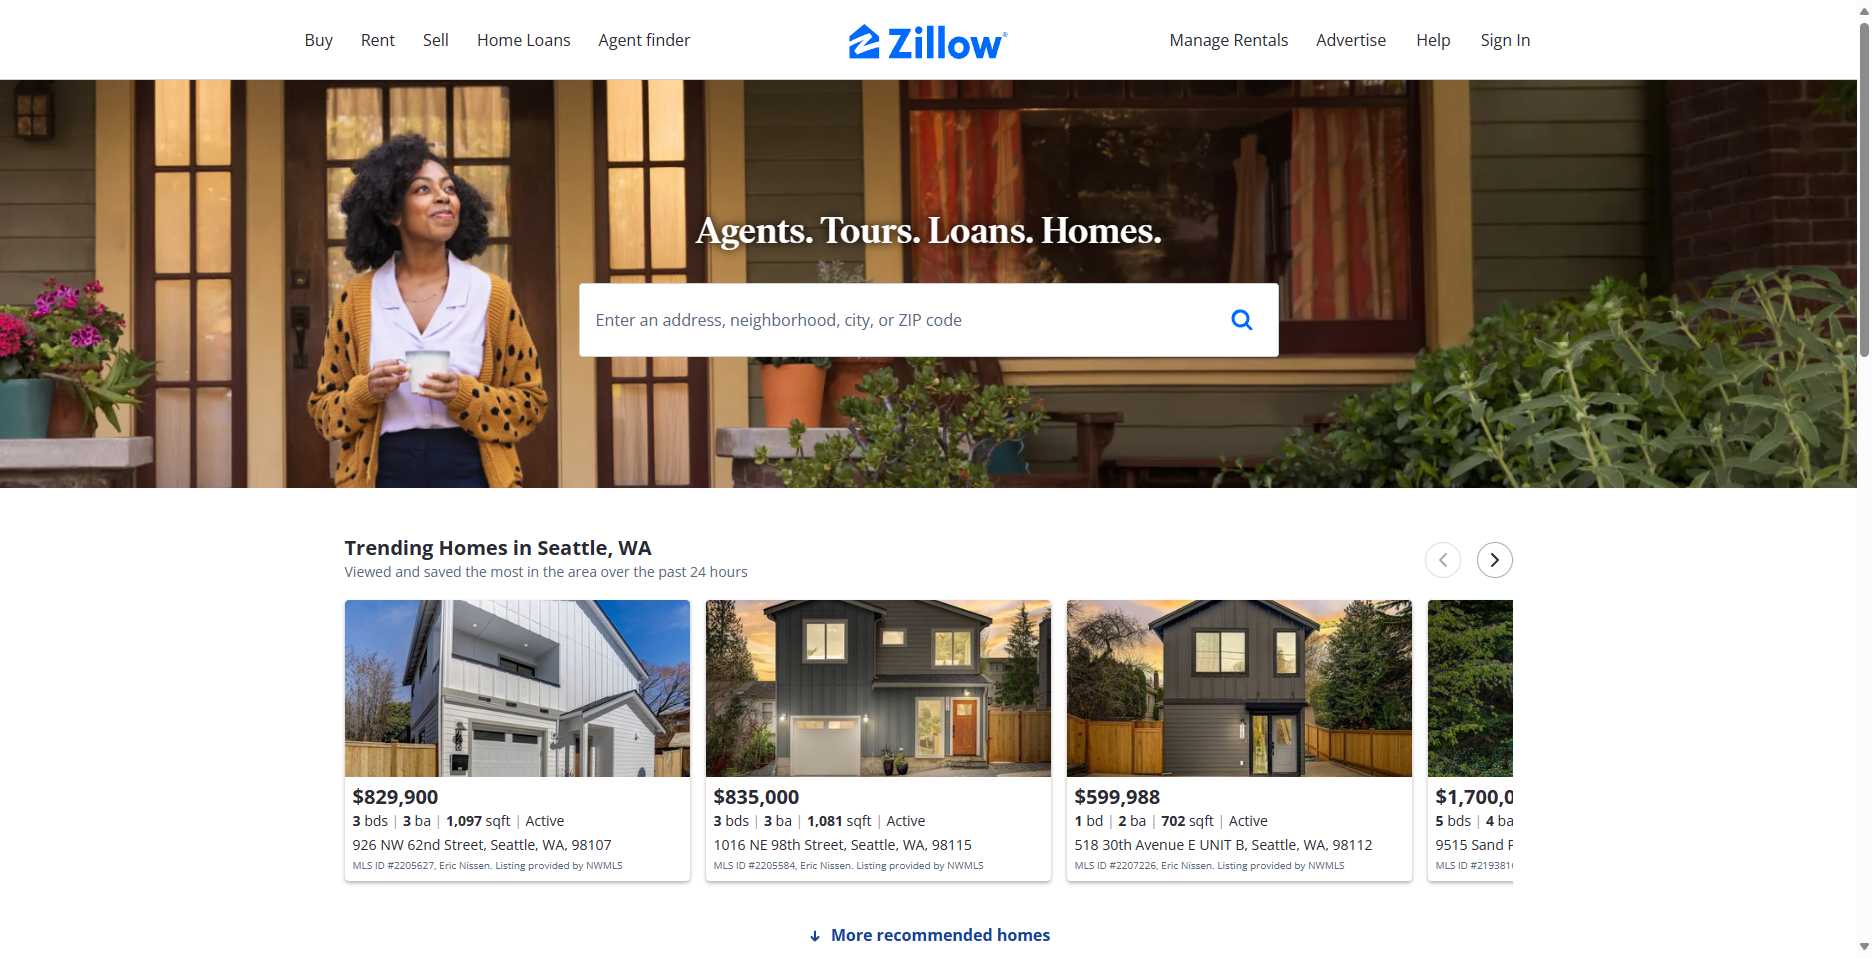 Buy Rent Sell Home Loans Agent finder Zillow® Manage Rentals Advertise Help Sign In
Agents. Tours. Loans. Homes.
Enter an address, neighborhood, city, or ZIP code
Trending Homes in Seattle, WA
Viewed and saved the most in the area over the past 24 hours
$829,900
3 bds | 3 ba | 1,097 sqft | Active
926 NW 62nd Street, Seattle, WA, 98107
MLS ID #2205627, Eric Nissen. Listing provided by NWMLS
$835,000
3 bds | 3 ba | 1,081 sqft | Active
1016 NE 98th Street, Seattle, WA, 98115
MLS ID #2205584, Eric Nissen. Listing provided by NWMLS
$599,988
1 bd | 2 ba | 702 sqft | Active
518 30th Avenue E UNIT B, Seattle, WA, 98112
MLS ID #2207226, Eric Nissen. Listing provided by NWMLS
$1,700,0
5 bds | 4 ba
9515 Sand
MLS ID #219381
More recommended homes